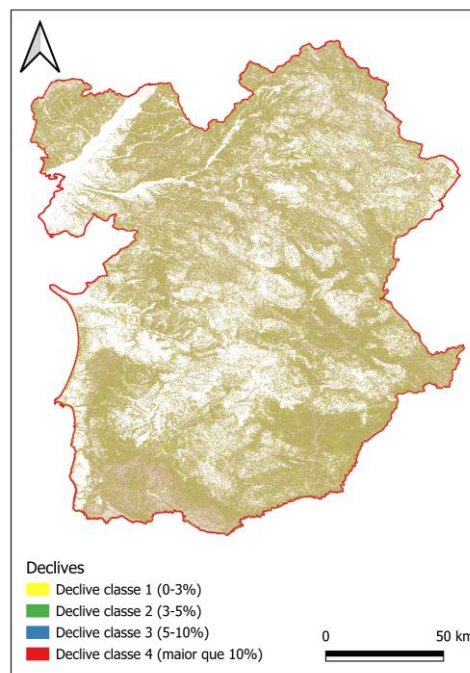 Declives
Declive classe 1 (0-3%)
Declive classe 2 (3-5%)
Declive classe 3 (5-10%)
Declive classe 4 (maior que 10%)
0 50 km